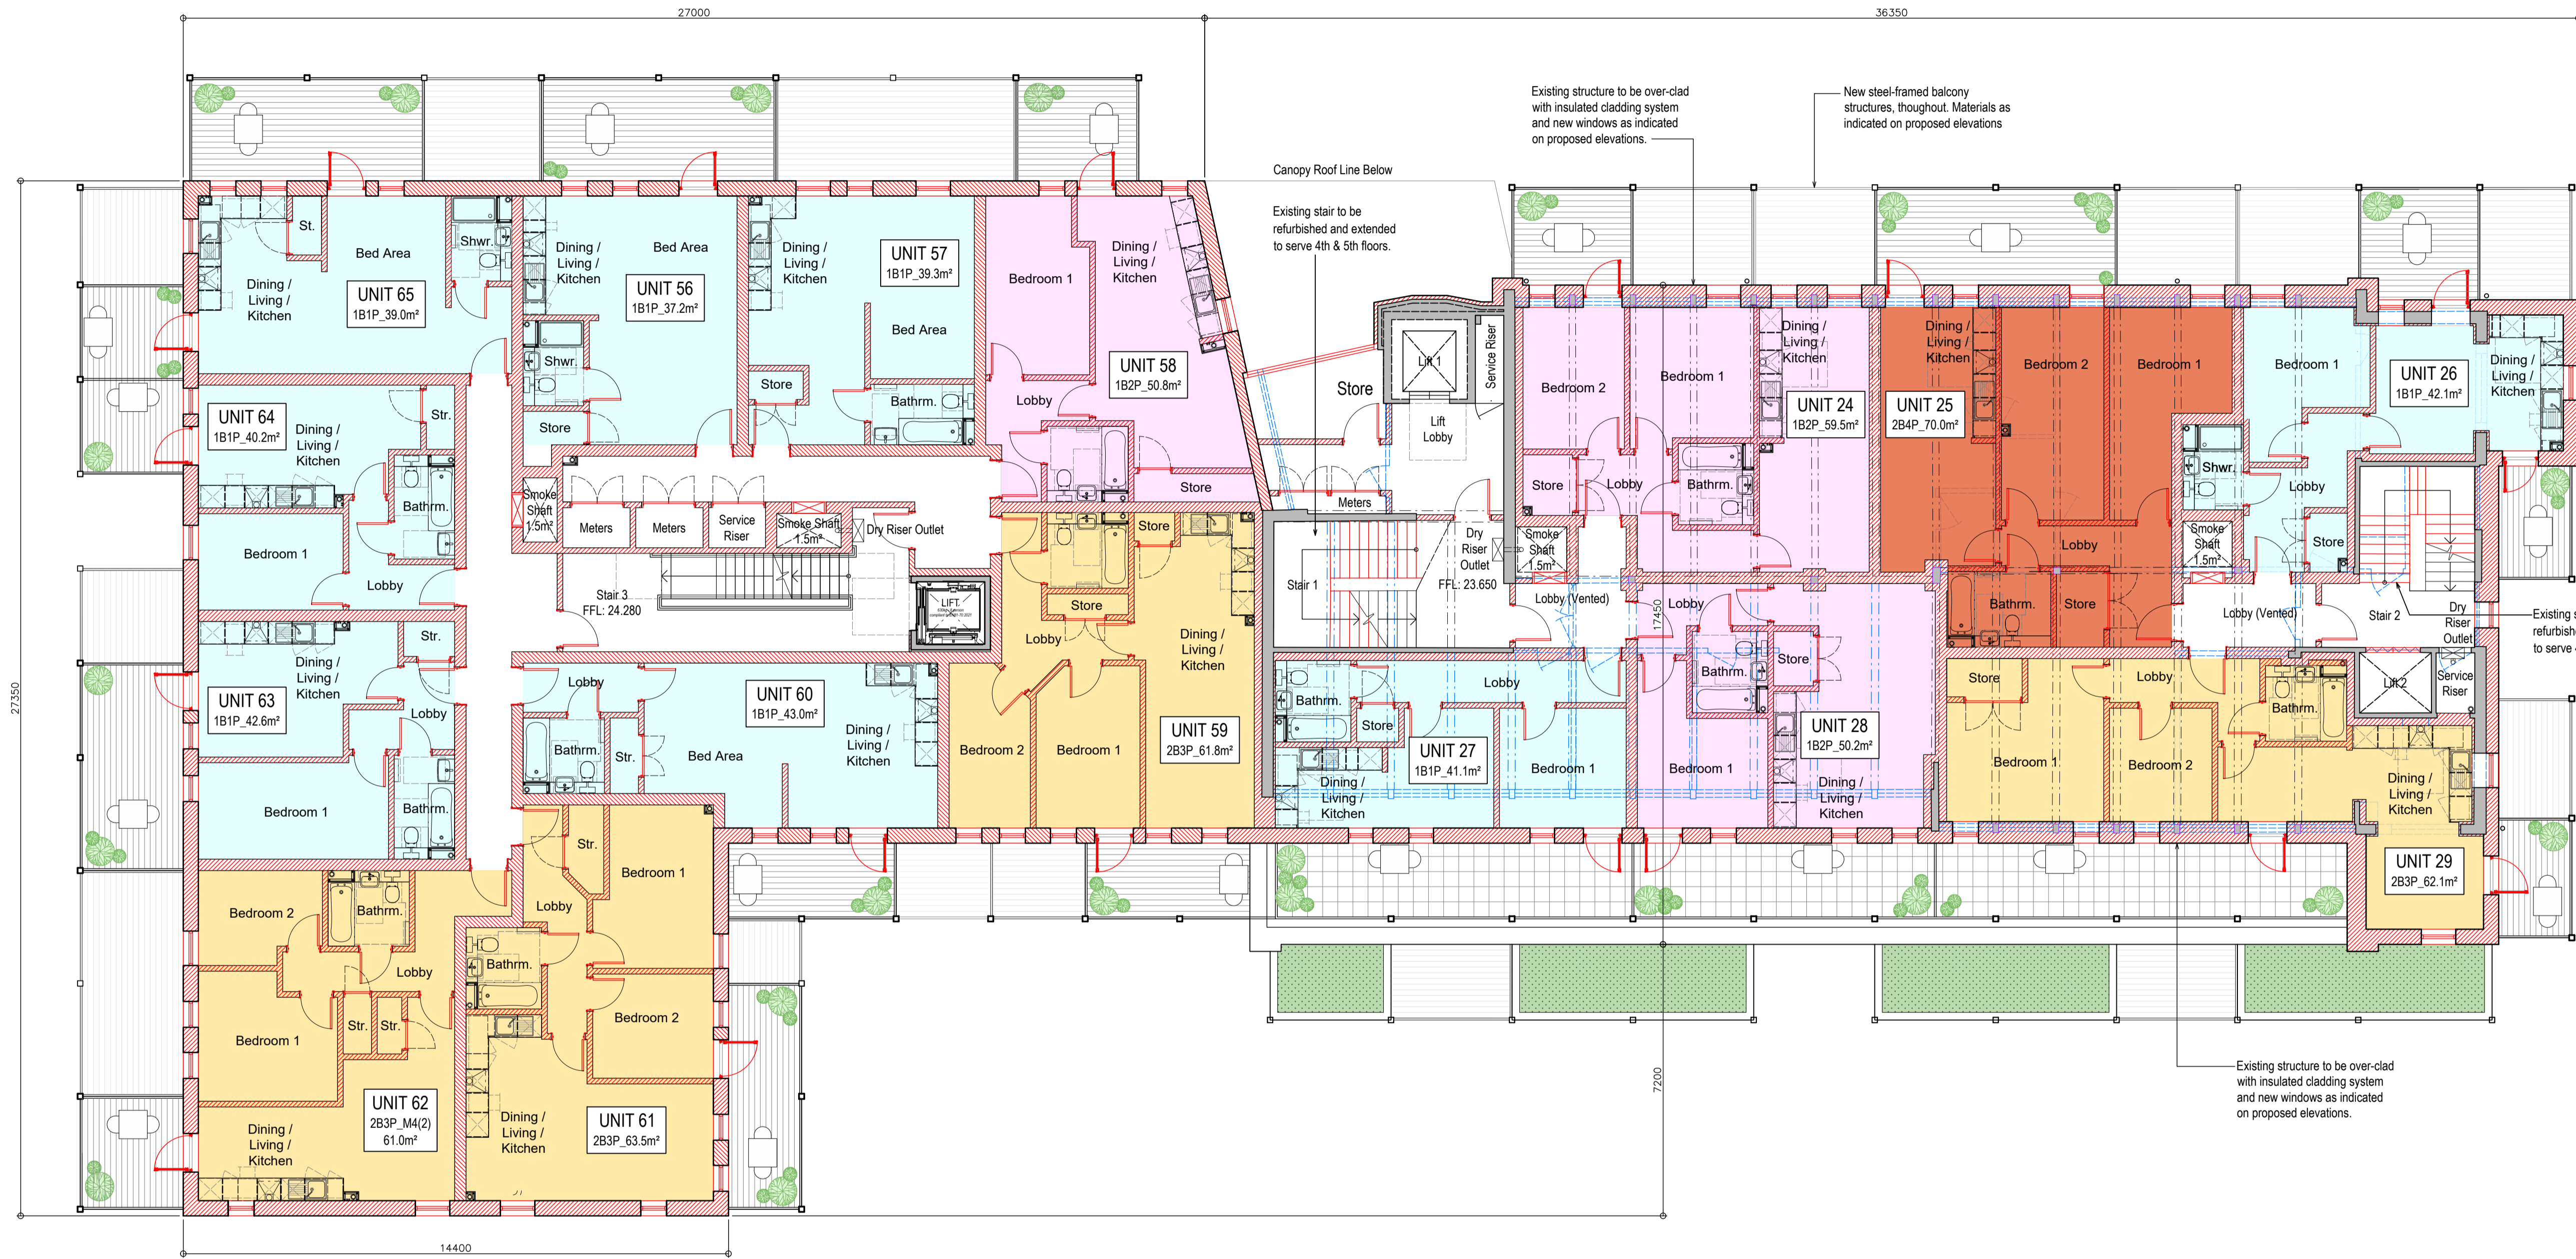 27000
36350
Existing structure to be over-clad
with insulated cladding system
and new windows as indicated
on proposed elevations.
New steel-framed balcony
structures, thoughout. Materials as
indicated on proposed elevations
Canopy Roof Line Below
Existing stair to be
refurbished and extended
to serve 4th & 5th floors.
27350
St.
Bed Area
Shwr.
Dining /
Living /
Kitchen
UNIT 65
1B1P_39.0m²
Dining /
Living /
Kitchen
Bed Area
UNIT 56
1B1P_37.2m²
Shwr.
Store
Dining /
Living /
Kitchen
UNIT 57
1B1P_39.3m²
Bed Area
Store
Bathrm.
Bedroom 1
Dining /
Living /
Kitchen
UNIT 58
1B2P_50.8m²
Lobby
Store
Store
Lift 1
Service Riser
Lift
Lobby
Meters
Bedroom 2
Bedroom 1
Dining /
Living /
Kitchen
UNIT 24
1B2P_59.5m²
Store
Lobby
Bathrm.
Dining /
Living /
Kitchen
UNIT 25
2B4P_70.0m²
Bedroom 2
Bedroom 1
Lobby
Bathrm.
Store
Bedroom 1
UNIT 26
1B1P_42.1m²
Dining /
Living /
Kitchen
Shwr.
Lobby
Store
Smoke
Shaft
1.5m²
UNIT 64
1B1P_40.2m²
Dining /
Living /
Kitchen
Str.
Bathrm.
Bedroom 1
Lobby
Smoke
Shaft
1.5m²
Meters
Meters
Service
Riser
Smoke Shaft
1.5m²
Dry Riser Outlet
Stair 3
FFL: 24.280
LIFT
Store
Store
Lobby
Dining /
Living /
Kitchen
Bedroom 2
Bedroom 1
UNIT 59
2B3P_61.8m²
Stair 1
Dry
Riser
Outlet
FFL: 23.650
Smoke
Shaft
1.5m²
Lobby (Vented)
17450
Lobby
Bathrm.
Store
UNIT 28
1B2P_50.2m²
Bedroom 1
Dining /
Living /
Kitchen
Lobby (Vented)
Stair 2
Dry
Riser
Outlet
Existing s
refurbishe
to serve 4
Lift2
Service
Riser
Dining /
Living /
Kitchen
Str.
UNIT 63
1B1P_42.6m²
Lobby
Bedroom 1
Bathrm.
Lobby
UNIT 60
1B1P_43.0m²
Bathrm.
Str.
Bed Area
Dining /
Living /
Kitchen
Lobby
Bathrm.
Store
UNIT 27
1B1P_41.1m²
Dining /
Living /
Kitchen
Bedroom 1
Store
Lobby
Bathrm.
Bedroom 1
Bedroom 2
Dining /
Living /
Kitchen
UNIT 29
2B3P_62.1m²
Bedroom 2
Bathrm.
Lobby
Bedroom 1
Str.
Str.
UNIT 62
2B3P_M4(2)
61.0m²
Dining /
Living /
Kitchen
Str.
Bedroom 1
Lobby
Bathrm.
Bedroom 2
Dining /
Living /
Kitchen
UNIT 61
2B3P_63.5m²
7200
Existing structure to be over-clad
with insulated cladding system
and new windows as indicated
on proposed elevations.
14400